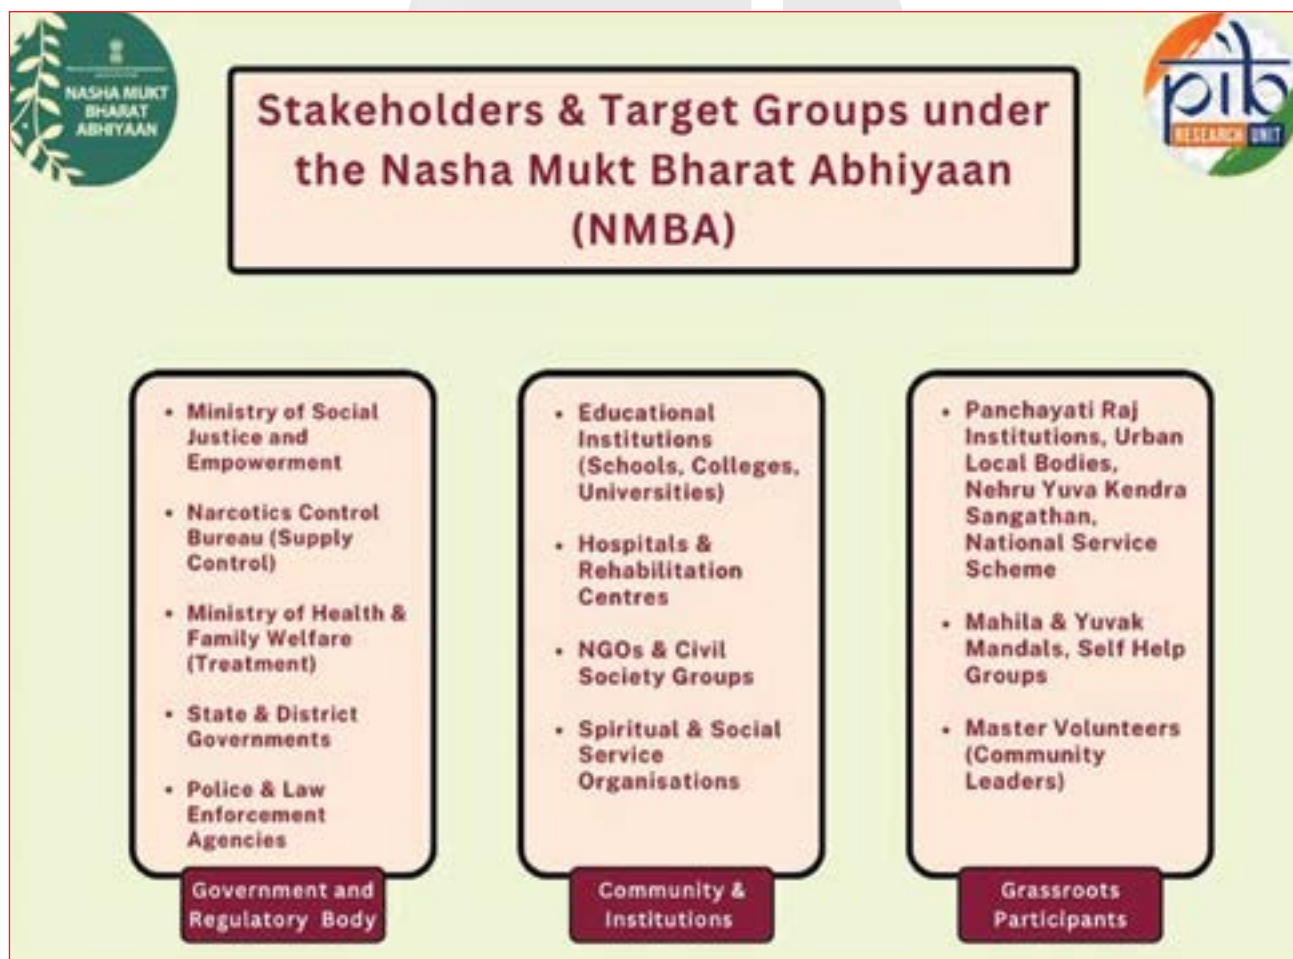 NASHA MUKT
BHARAT
ABHIYAAN
pib
RESEARCH UNIT
Stakeholders & Target Groups under
the Nasha Mukt Bharat Abhiyaan
(NMBA)
• Ministry of Social
Justice and
Empowerment
• Narcotics Control
Bureau (Supply
Control)
• Ministry of Health &
Family Welfare
(Treatment)
• State & District
Governments
• Police & Law
Enforcement
Agencies
Government and
Regulatory Body
• Educational
Institutions
(Schools, Colleges,
Universities)
• Hospitals &
Rehabilitation
Centres
• NGOs & Civil
Society Groups
• Spiritual & Social
Service
Organisations
Community &
Institutions
• Panchayati Raj
Institutions, Urban
Local Bodies,
Nehru Yuva Kendra
Sangathan,
National Service
Scheme
• Mahila & Yuvak
Mandals, Self Help
Groups
• Master Volunteers
(Community
Leaders)
Grassroots
Participants